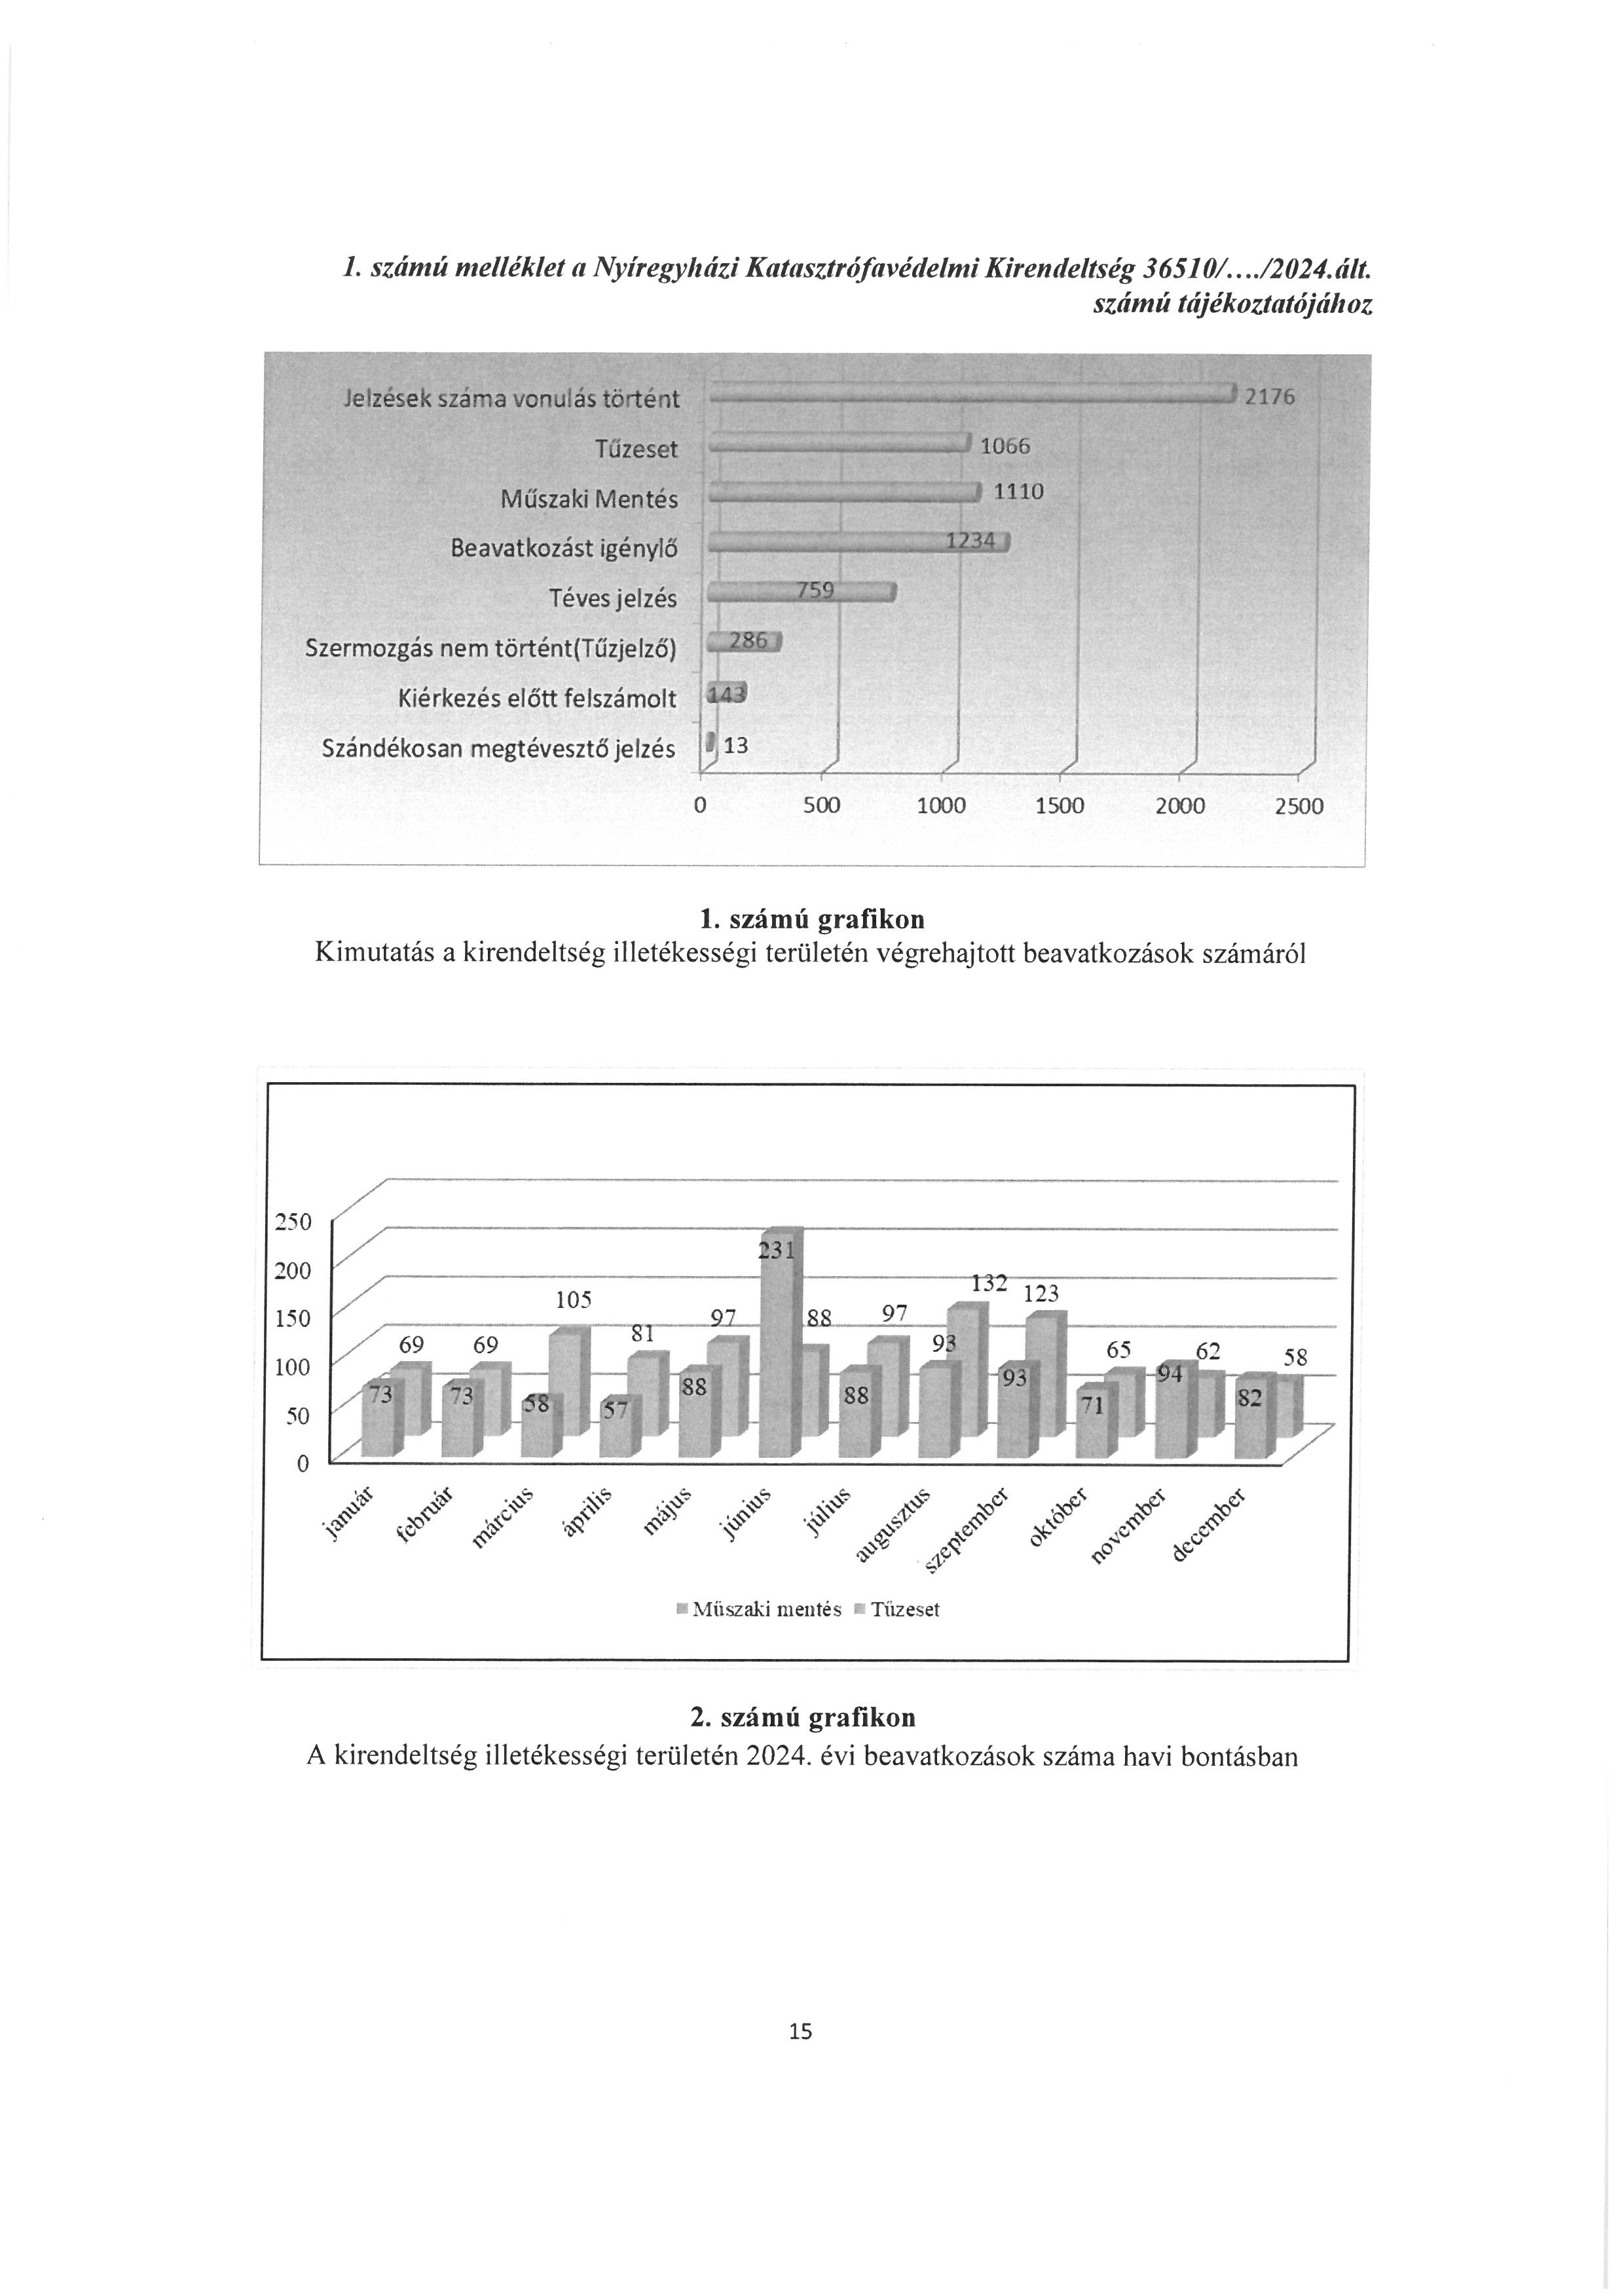 1. számú melléklet a Nyíregyházi Katasztrófavédelmi Kirendeltség 36510/..../2024.ált.
számú tájékoztatójához
Jelzések száma vonulás történt 2176
Tűzeset 1066
Műszaki Mentés 1110
Beavatkozást igénylő 1234
Téves jelzés 759
Szermozgás nem történt(Tűzjelző) 286
Kiérkezés előtt felszámolt 143
Szándékosan megtévesztő jelzés 13
0 500 1000 1500 2000 2500
1. számú grafikon
Kimutatás a kirendeltség illetékességi területén végrehajtott beavatkozások számáról
250
200
150
100
50
0
69 69 105 81 97 88 97 132 123 65 62 58
73 73 58 57 88 231 88 93 93 71 94 82
január február március április május június július augusztus szeptember október november december
Műszaki mentés Tűzeset
2. számú grafikon
A kirendeltség illetékességi területén 2024. évi beavatkozások száma havi bontásban
15